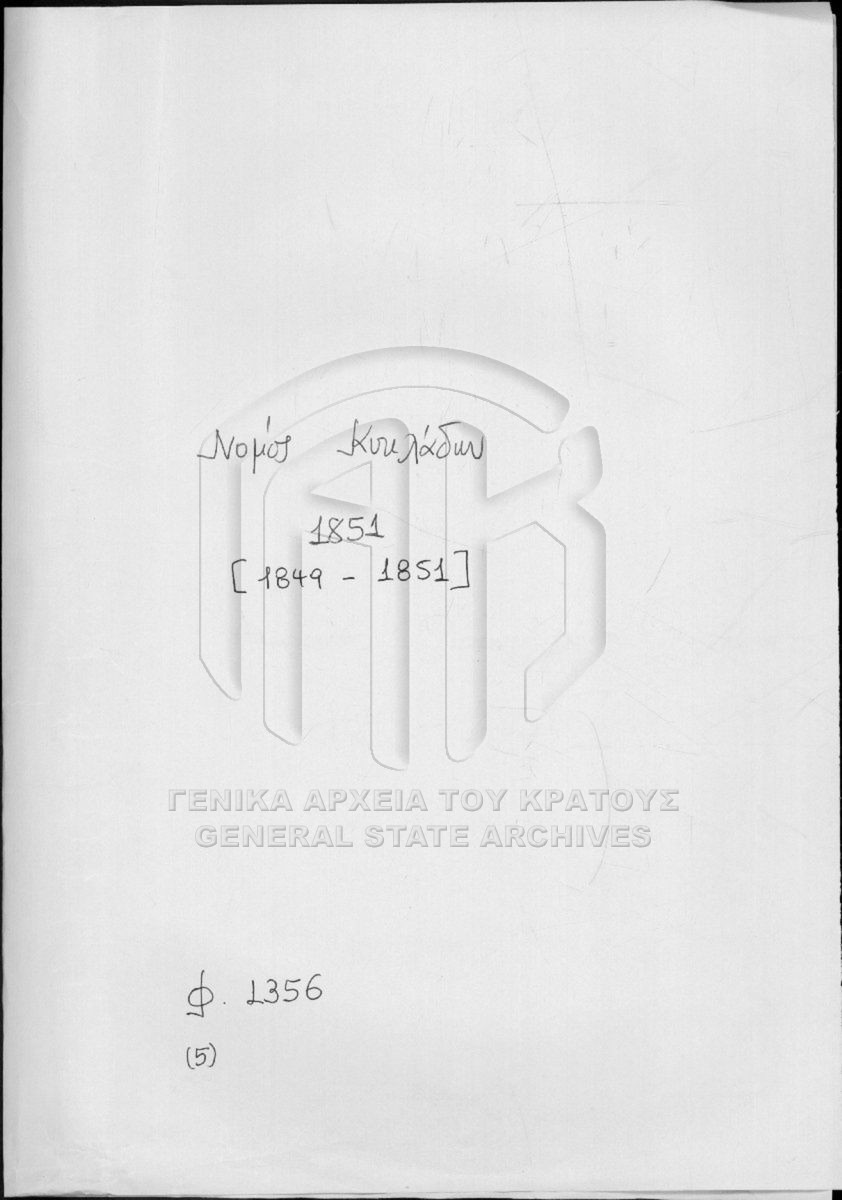 Νομός Κυκλάδων
1851
[1849 - 1851]
ΓΕΝΙΚΑ ΑΡΧΕΙΑ ΤΟΥ ΚΡΑΤΟΥΣ
GENERAL STATE ARCHIVES
Φ. 1356
(5)